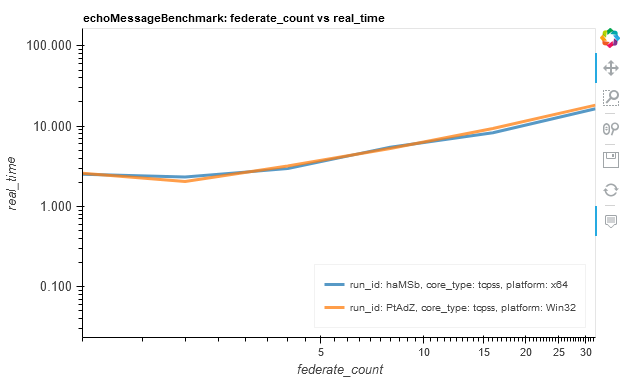 echoMessageBenchmark: federate_count vs real_time
100.000
10.000
1.000
0.100
real_time
run_id: haMSb, core_type: tcpss, platform: x64
run_id: PtAdZ, core_type: tcpss, platform: Win32
5 10 15 20 25 30
federate_count